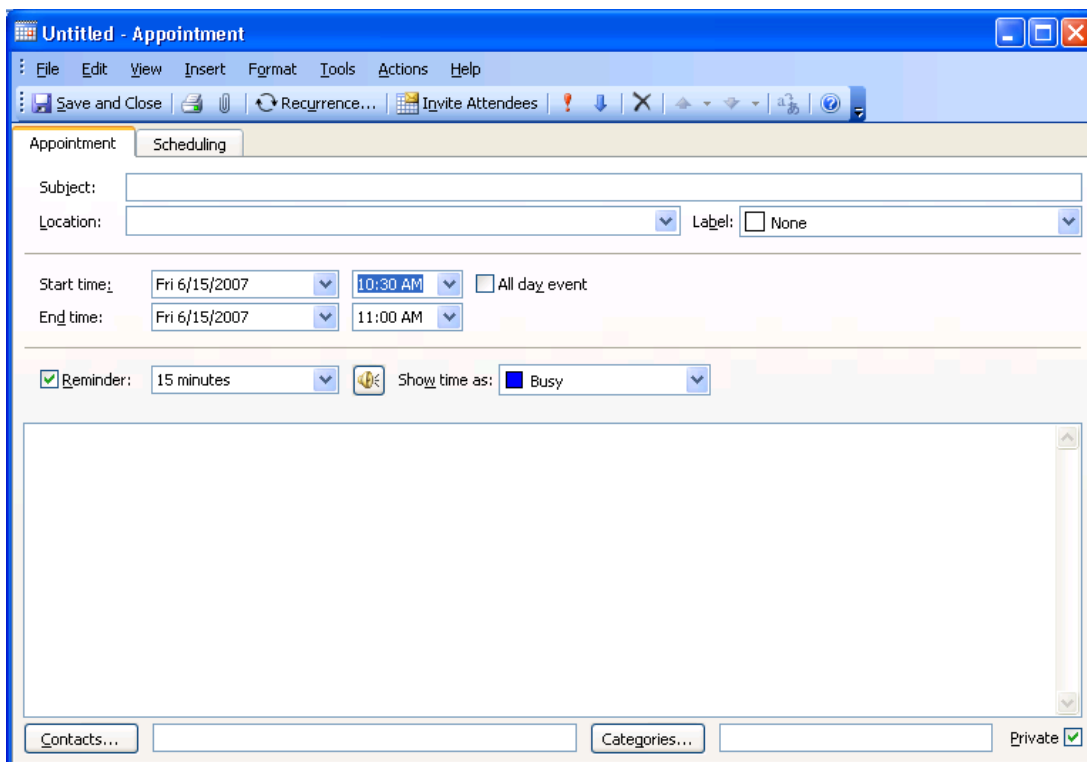 Untitled - Appointment
File Edit View Insert Format Tools Actions Help
Save and Close Recurrence... Invite Attendees
Appointment Scheduling
Subject:
Location: Label: None
Start time: Fri 6/15/2007 10:30 AM All day event
End time: Fri 6/15/2007 11:00 AM
Reminder: 15 minutes Show time as: Busy
Contacts... Categories... Private